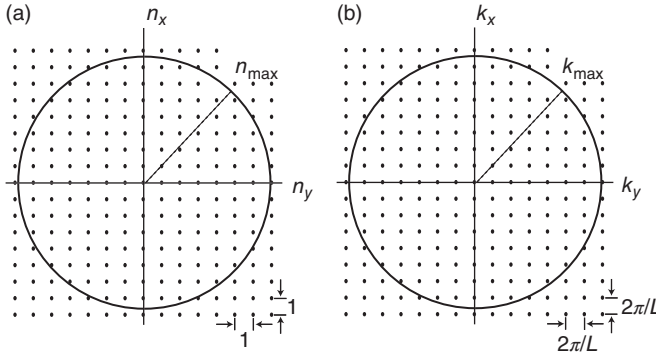 (a)
n_x
n_max
n_y
1
1
(b)
k_x
k_max
k_y
2π/L
2π/L